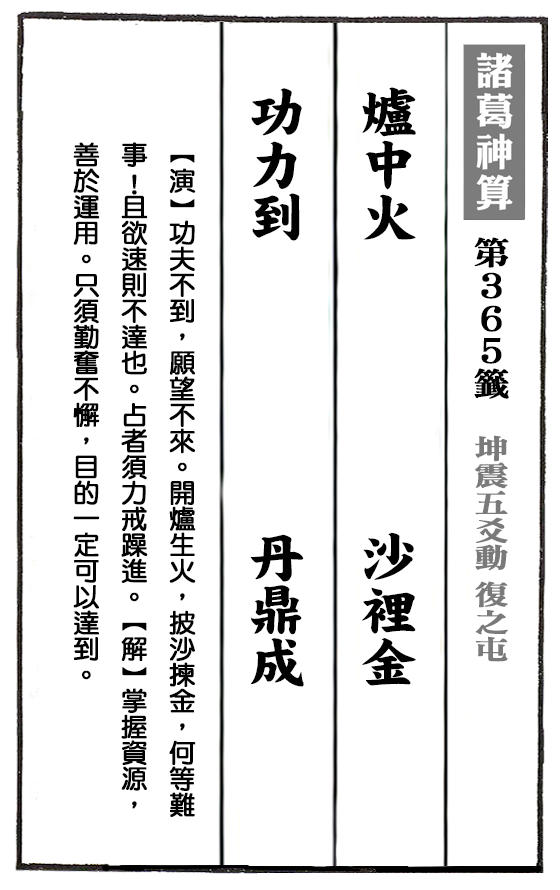 諸葛神算 第365籤 坤震五爻動 復之屯
爐中火 沙裡金
功力到 丹鼎成
【演】功夫不到，願望不來。開爐生火，披沙揀金，何等難
事！且欲速則不達也。占者須力戒躁進。【解】掌握資源，
善於運用。只須勤奮不懈，目的一定可以達到。